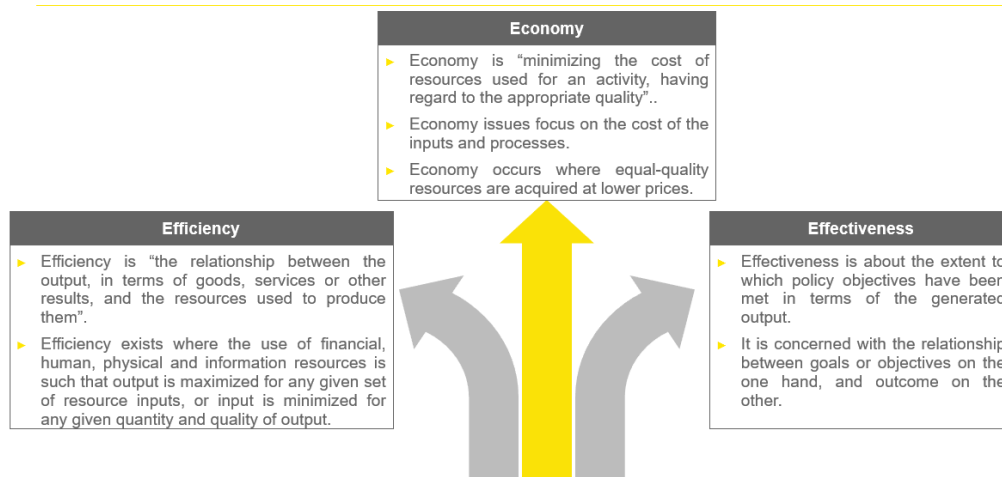 Economy
► Economy is “minimizing the cost of
resources used for an activity, having
regard to the appropriate quality”..
► Economy issues focus on the cost of the
inputs and processes.
► Economy occurs where equal-quality
resources are acquired at lower prices.
Efficiency
► Efficiency is “the relationship between the
output, in terms of goods, services or other
results, and the resources used to produce
them”.
► Efficiency exists where the use of financial,
human, physical and information resources is
such that output is maximized for any given set
of resource inputs, or input is minimized for
any given quantity and quality of output.
Effectiveness
► Effectiveness is about the extent to
which policy objectives have been
met in terms of the generated
output.
► It is concerned with the relationship
between goals or objectives on the
one hand, and outcome on the
other.